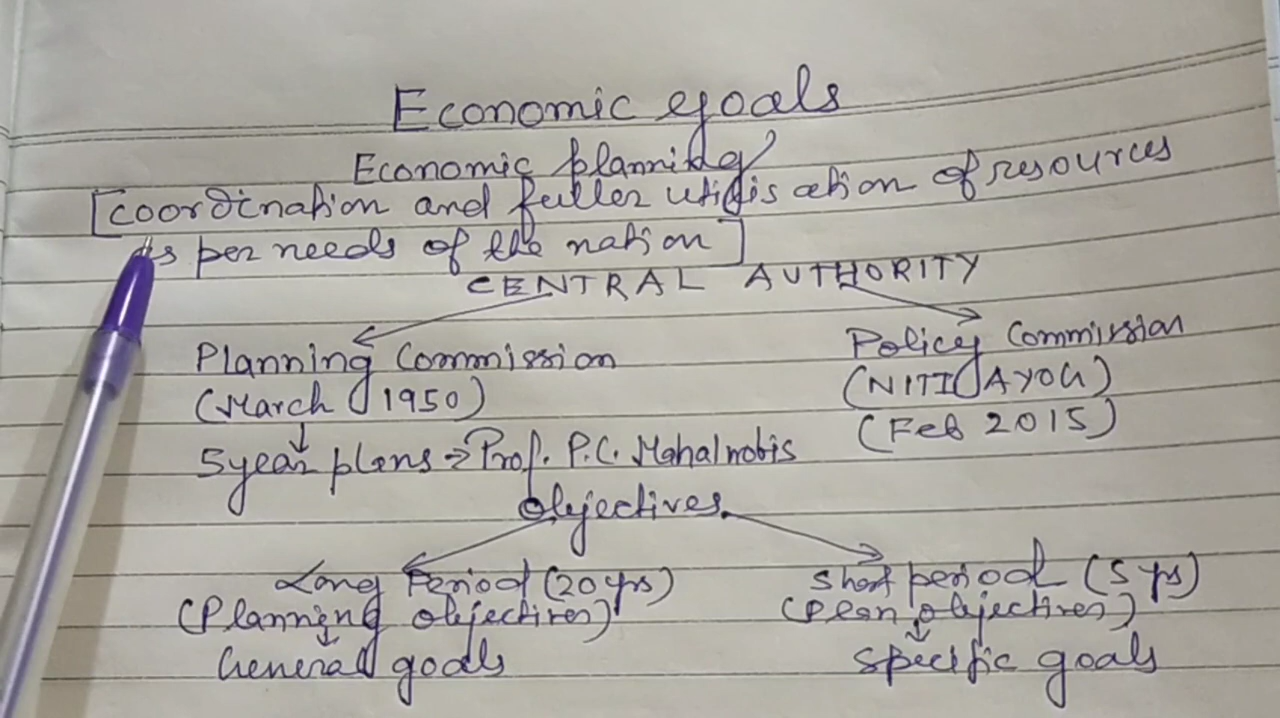 Economic goals
Economic planning
[coordination and fuller utilisation of resources
as per needs of the nation]
CENTRAL AUTHORITY
Planning Commission
(March 1950)
5 year plans → Prof. P.C. Mahalnobis
Policy Commission
(NITI AYOG)
(Feb 2015)
Objectives
Long Period (20 yrs)
(Planning objectives)
General goals
Short period (5 yrs)
(Plan objectives)
Specific goals